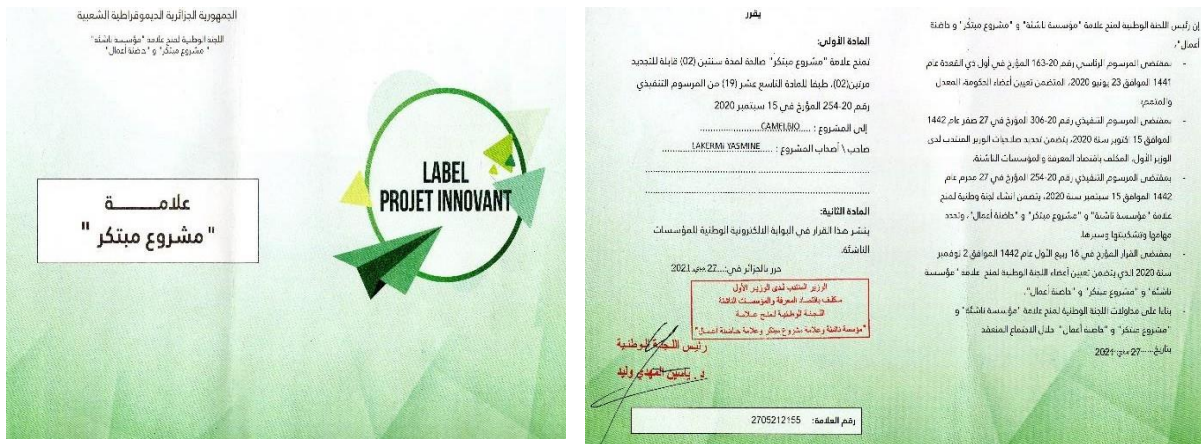 الجمهورية الجزائرية الديموقراطية الشعبية
اللجنة الوطنية لمنح علامة "مؤسسة ناشئة"
" مشروع مبتكر" و "حاضنة أعمال"
علامـــــــــة
" مشروع مبتكر "
LABEL
PROJET INNOVANT
إن رئيس اللجنة الوطنية لمنح علامة "مؤسسة ناشئة" و "مشروع مبتكر" و حاضنة
أعمال"،
- بمقتضى المرسوم الرئاسي رقم 20-163 المؤرخ في أول ذي القعدة عام
1441 الموافق 23 يونيو 2020، المتضمن تعيين أعضاء الحكومة، المعدل
والمتمم؛
- بمقتضى المرسوم التنفيذي رقم 20-306 المؤرخ في 27 صفر عام 1442
الموافق 15 اكتوبر سنة 2020، يتضمن تحديد صلاحيات الوزير المنتدب لدى
الوزير الأول، المكلف باقتصاد المعرفة و المؤسسات الناشئة،
- بمقتضى المرسوم التنفيذي رقم 20-254 المؤرخ في 27 محرم عام
1442 الموافق 15 سبتمبر سنة 2020، يتضمن انشاء لجنة وطنية لمنح
علامة "مؤسسة ناشئة" و "مشروع مبتكر" و "حاضنة أعمال"، وتحدد
مهامها وتشكيلتها وسيرها،
- بمقتضى القرار المؤرخ في 16 ربيع الأول عام 1442 الموافق 2 نوفمبر
سنة 2020 الذي يتضمن تعيين أعضاء اللجنة الوطنية لمنح علامة "مؤسسة
ناشئة" و "مشروع مبتكر" و "حاضنة أعمال"،
- بناءا على مداولات اللجنة الوطنية لمنح علامة "مؤسسة ناشئة" و
"مشروع مبتكر" و "حاضنة أعمال" خلال الاجتماع المنعقد
بتاريخ......27 ماي 2021
يقرر
المادة الأولى:
تمنح علامة "مشروع مبتكر" صالحة لمدة سنتين (02) قابلة للتجديد
مرتين(02)، طبقا للمادة التاسع عشر (19) من المرسوم التنفيذي
رقم 20-254 المؤرخ في 15 سبتمبر 2020
إلى المشروع : .....CAMELBIO.....
صاحب \ أصحاب المشروع : .....LAKERMI YASMINE.....
المادة الثانية:
ينشر هذا القرار في البوابة الالكترونية الوطنية للمؤسسات
الناشئة.
حرر بالجزائر في:....27 ماي 2021
الوزير المنتدب لدى الوزير الأول
مكلف باقتصاد المعرفة والمؤسسات الناشئة
اللجنة الوطنية لمنح علامة
"مؤسسة ناشئة وعلامة مشروع مبتكر وعلامة حاضنة أعمال"
رئيس اللجنة الوطنية
د. ياسين المهدي وليد
رقم العلامة: 2705212155